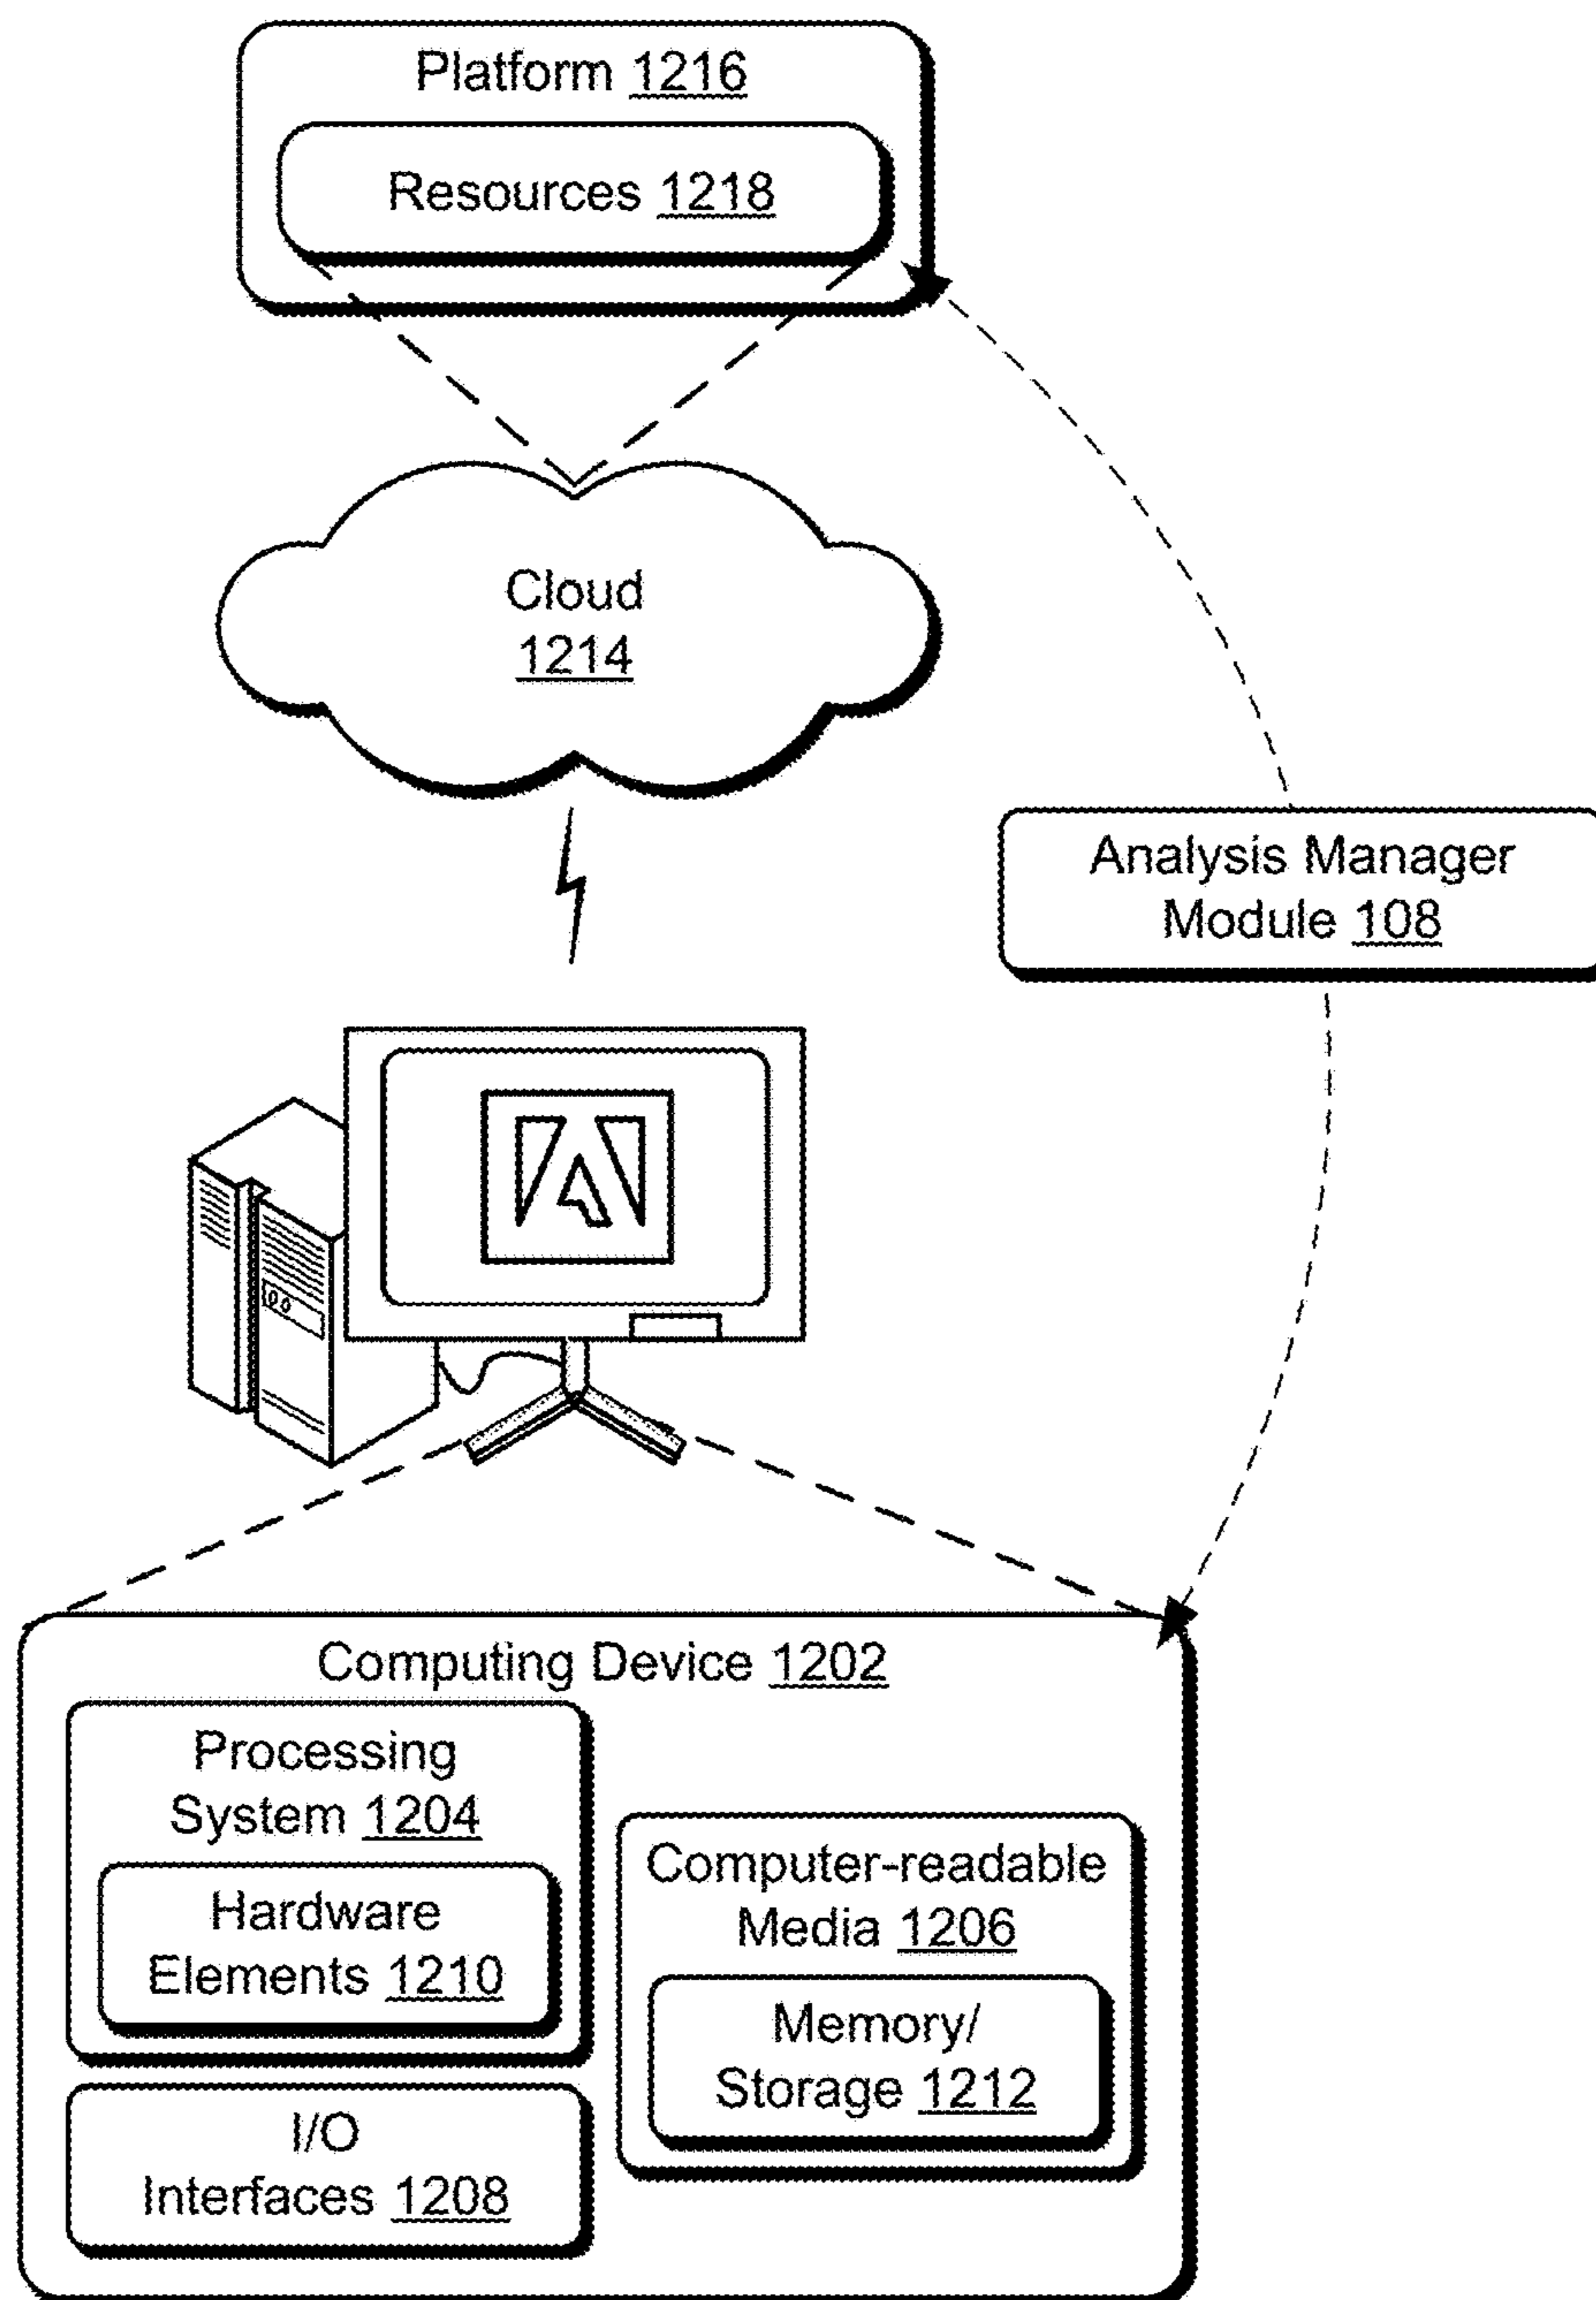 Platform 1216
Resources 1218
Cloud
1214
Analysis Manager
Module 108
Computing Device 1202
Processing
System 1204
Hardware
Elements 1210
I/O
Interfaces 1208
Computer-readable
Media 1206
Memory/
Storage 1212